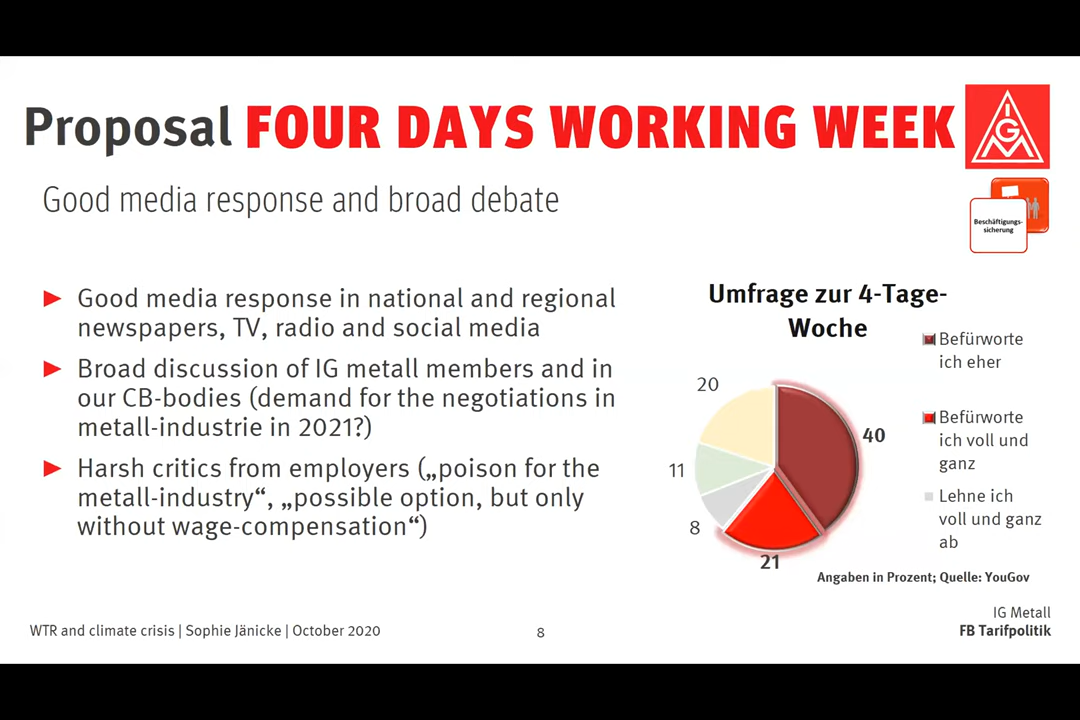 Proposal FOUR DAYS WORKING WEEK
IGM
Good media response and broad debate
Beschäftigungs-
sicherung
► Good media response in national and regional
newspapers, TV, radio and social media
► Broad discussion of IG metall members and in
our CB-bodies (demand for the negotiations in
metall-industrie in 2021?)
► Harsh critics from employers („poison for the
metall-industry“, „possible option, but only
without wage-compensation“)
Umfrage zur 4-Tage-
Woche
20
40
11
8
21
Befürworte
ich eher
Befürworte
ich voll und
ganz
Lehne ich
voll und ganz
ab
Angaben in Prozent; Quelle: YouGov
WTR and climate crisis | Sophie Jänicke | October 2020
8
IG Metall
FB Tarifpolitik